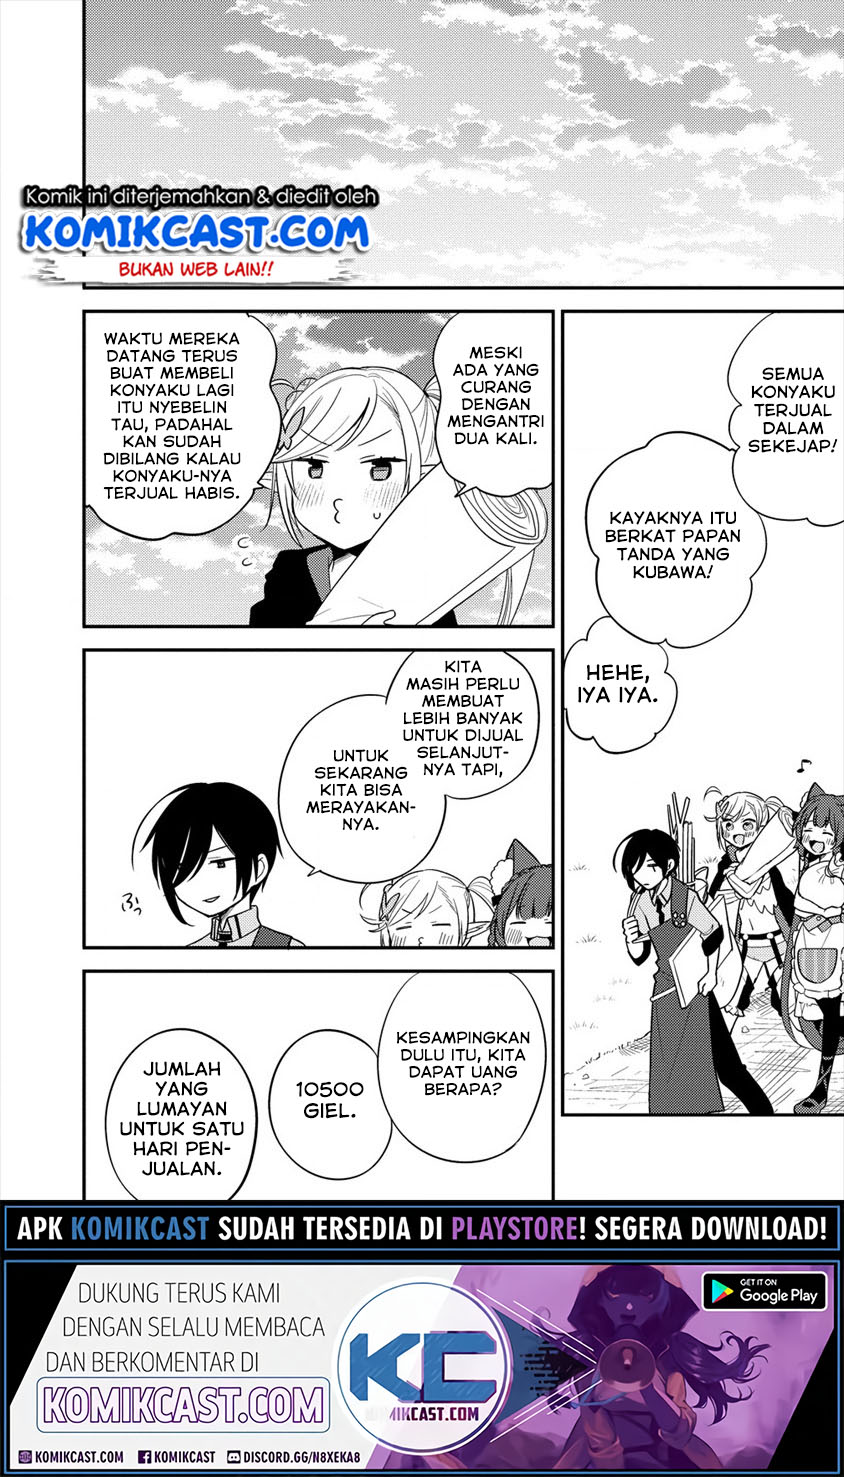 Komik ini diterjemahkan & diedit oleh
KOMIKCAST.COM
BUKAN WEB LAIN!!
SEMUA
KONYAKU
TERJUAL
DALAM
SEKEJAP!
KAYAKNYA ITU
BERKAT PAPAN
TANDA YANG
KUBAWA!
HEHE,
IYA IYA.
MESKI
ADA YANG
CURANG
DENGAN
MENGANTRI
DUA KALI.
WAKTU MEREKA
DATANG TERUS
BUAT MEMBELI
KONYAKU LAGI
ITU NYEBELIN
TAU, PADAHAL
KAN SUDAH
DIBILANG KALAU
KONYAKU-NYA
TERJUAL HABIS.
KITA
MASIH PERLU
MEMBUAT
LEBIH BANYAK
UNTUK DIJUAL
SELANJUT-
NYA TAPI,
UNTUK
SEKARANG
KITA BISA
MERAYAKAN-
NYA.
ふっ
KESAMPINGKAN
DULU ITU, KITA
DAPAT UANG
BERAPA?
10500
GIEL.
JUMLAH
YANG
LUMAYAN
UNTUK SATU
HARI PEN-
JUALAN.
APK KOMIKCAST SUDAH TERSEDIA DI PLAYSTORE! SEGERA DOWNLOAD!
DUKUNG TERUS KAMI
DENGAN SELALU MEMBACA
DAN BERKOMENTAR DI
KOMIKCAST.COM
KOMIKCAST.COM KOMIKCAST DISCORD.GG/N8XEKA8
KC
KOMIKCAST.COM
GET IT ON
Google Play